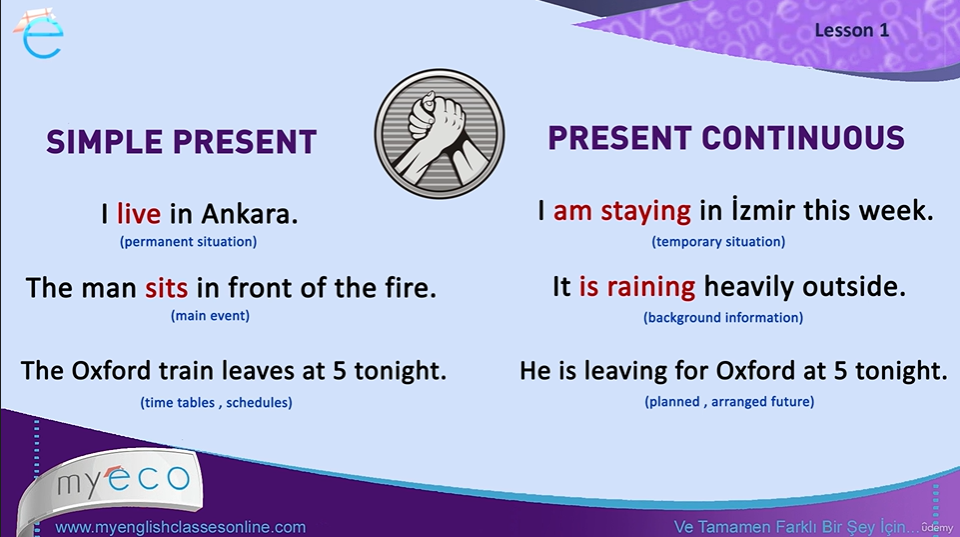 Lesson 1
SIMPLE PRESENT
PRESENT CONTINUOUS
I live in Ankara.
(permanent situation)
I am staying in İzmir this week.
(temporary situation)
The man sits in front of the fire.
(main event)
It is raining heavily outside.
(background information)
The Oxford train leaves at 5 tonight.
(time tables , schedules)
He is leaving for Oxford at 5 tonight.
(planned , arranged future)
myeco
www.myenglishclassesonline.com
Ve Tamamen Farklı Bir Şey İçin...
ûdemy